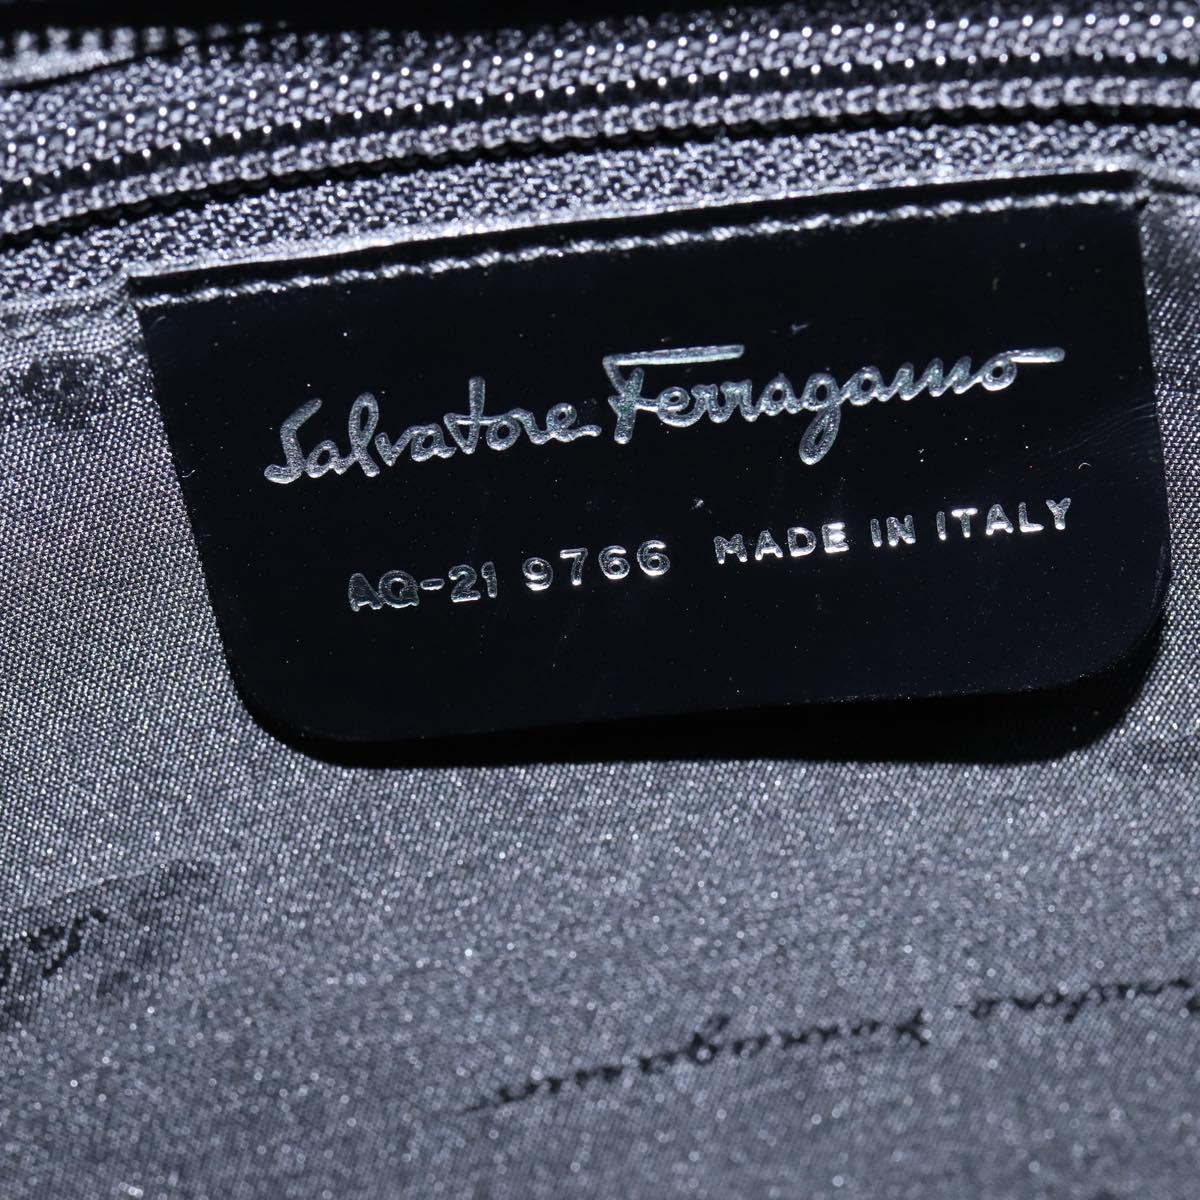 Salvatore Ferragamo
AQ-21 9766 MADE IN ITALY